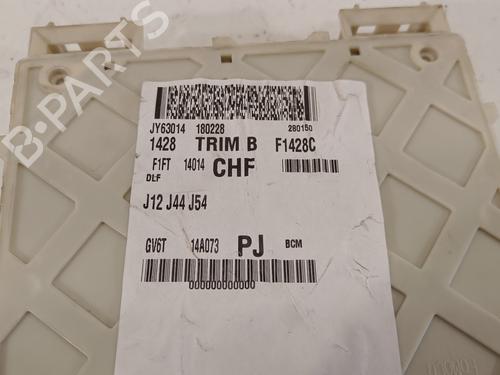 B-PARTS
JY63014 180228 280150
1428 TRIM B F1428C
F1FT 14014 CHF
DLF
J12 J44 J54
GV6T 14A073 PJ BCM
000000000000